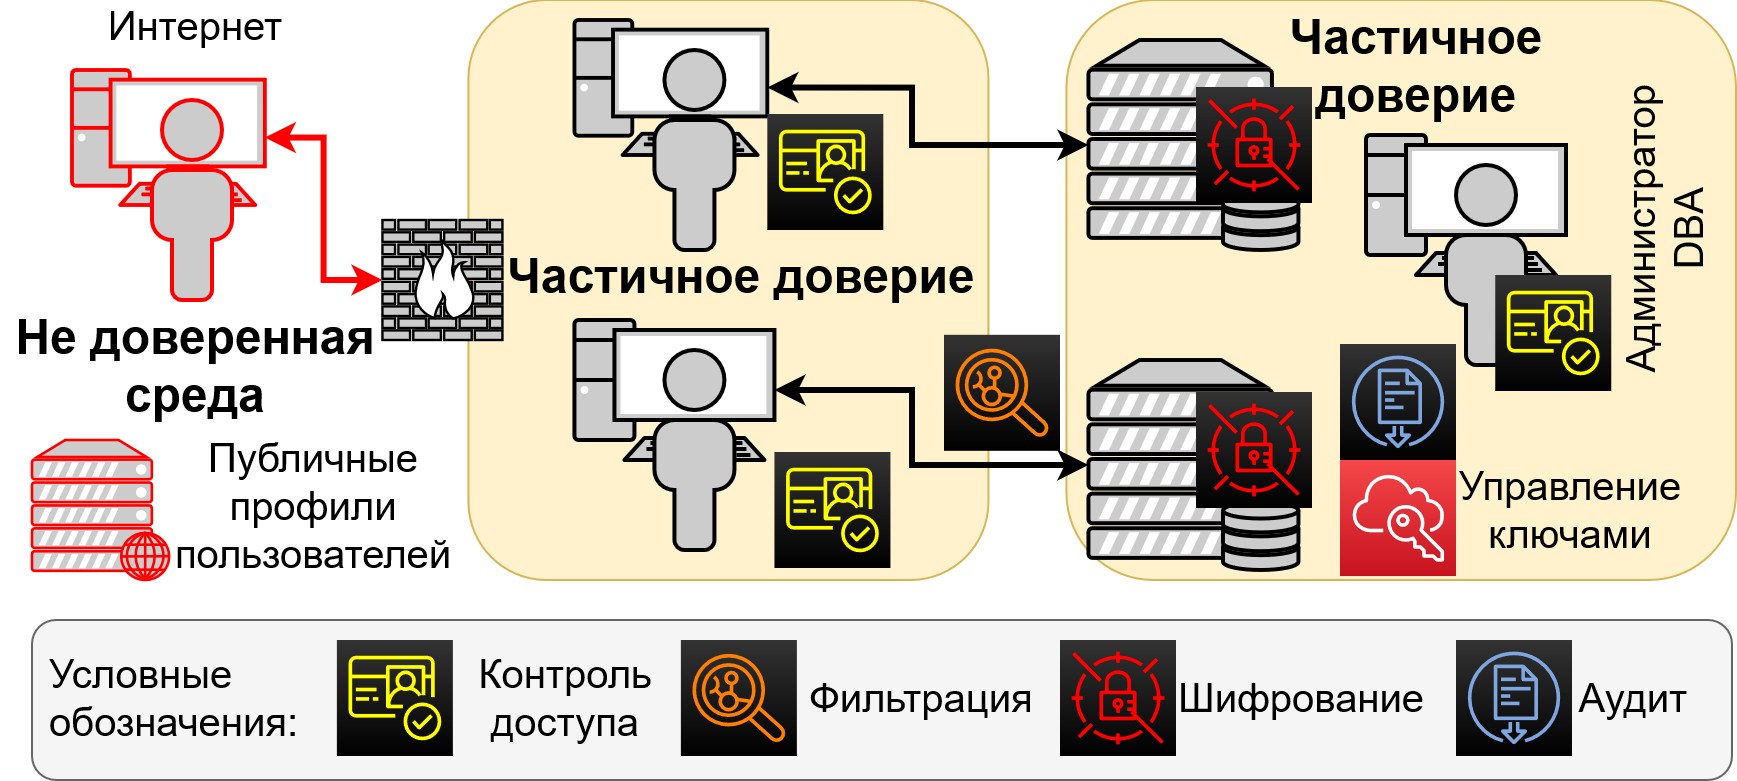 Интернет
Не доверенная
среда
Публичные
профили
пользователей
Частичное доверие
Частичное
доверие
Администратор
DBA
Управление
ключами
Условные
обозначения:
Контроль
доступа
Фильтрация
Шифрование
Аудит